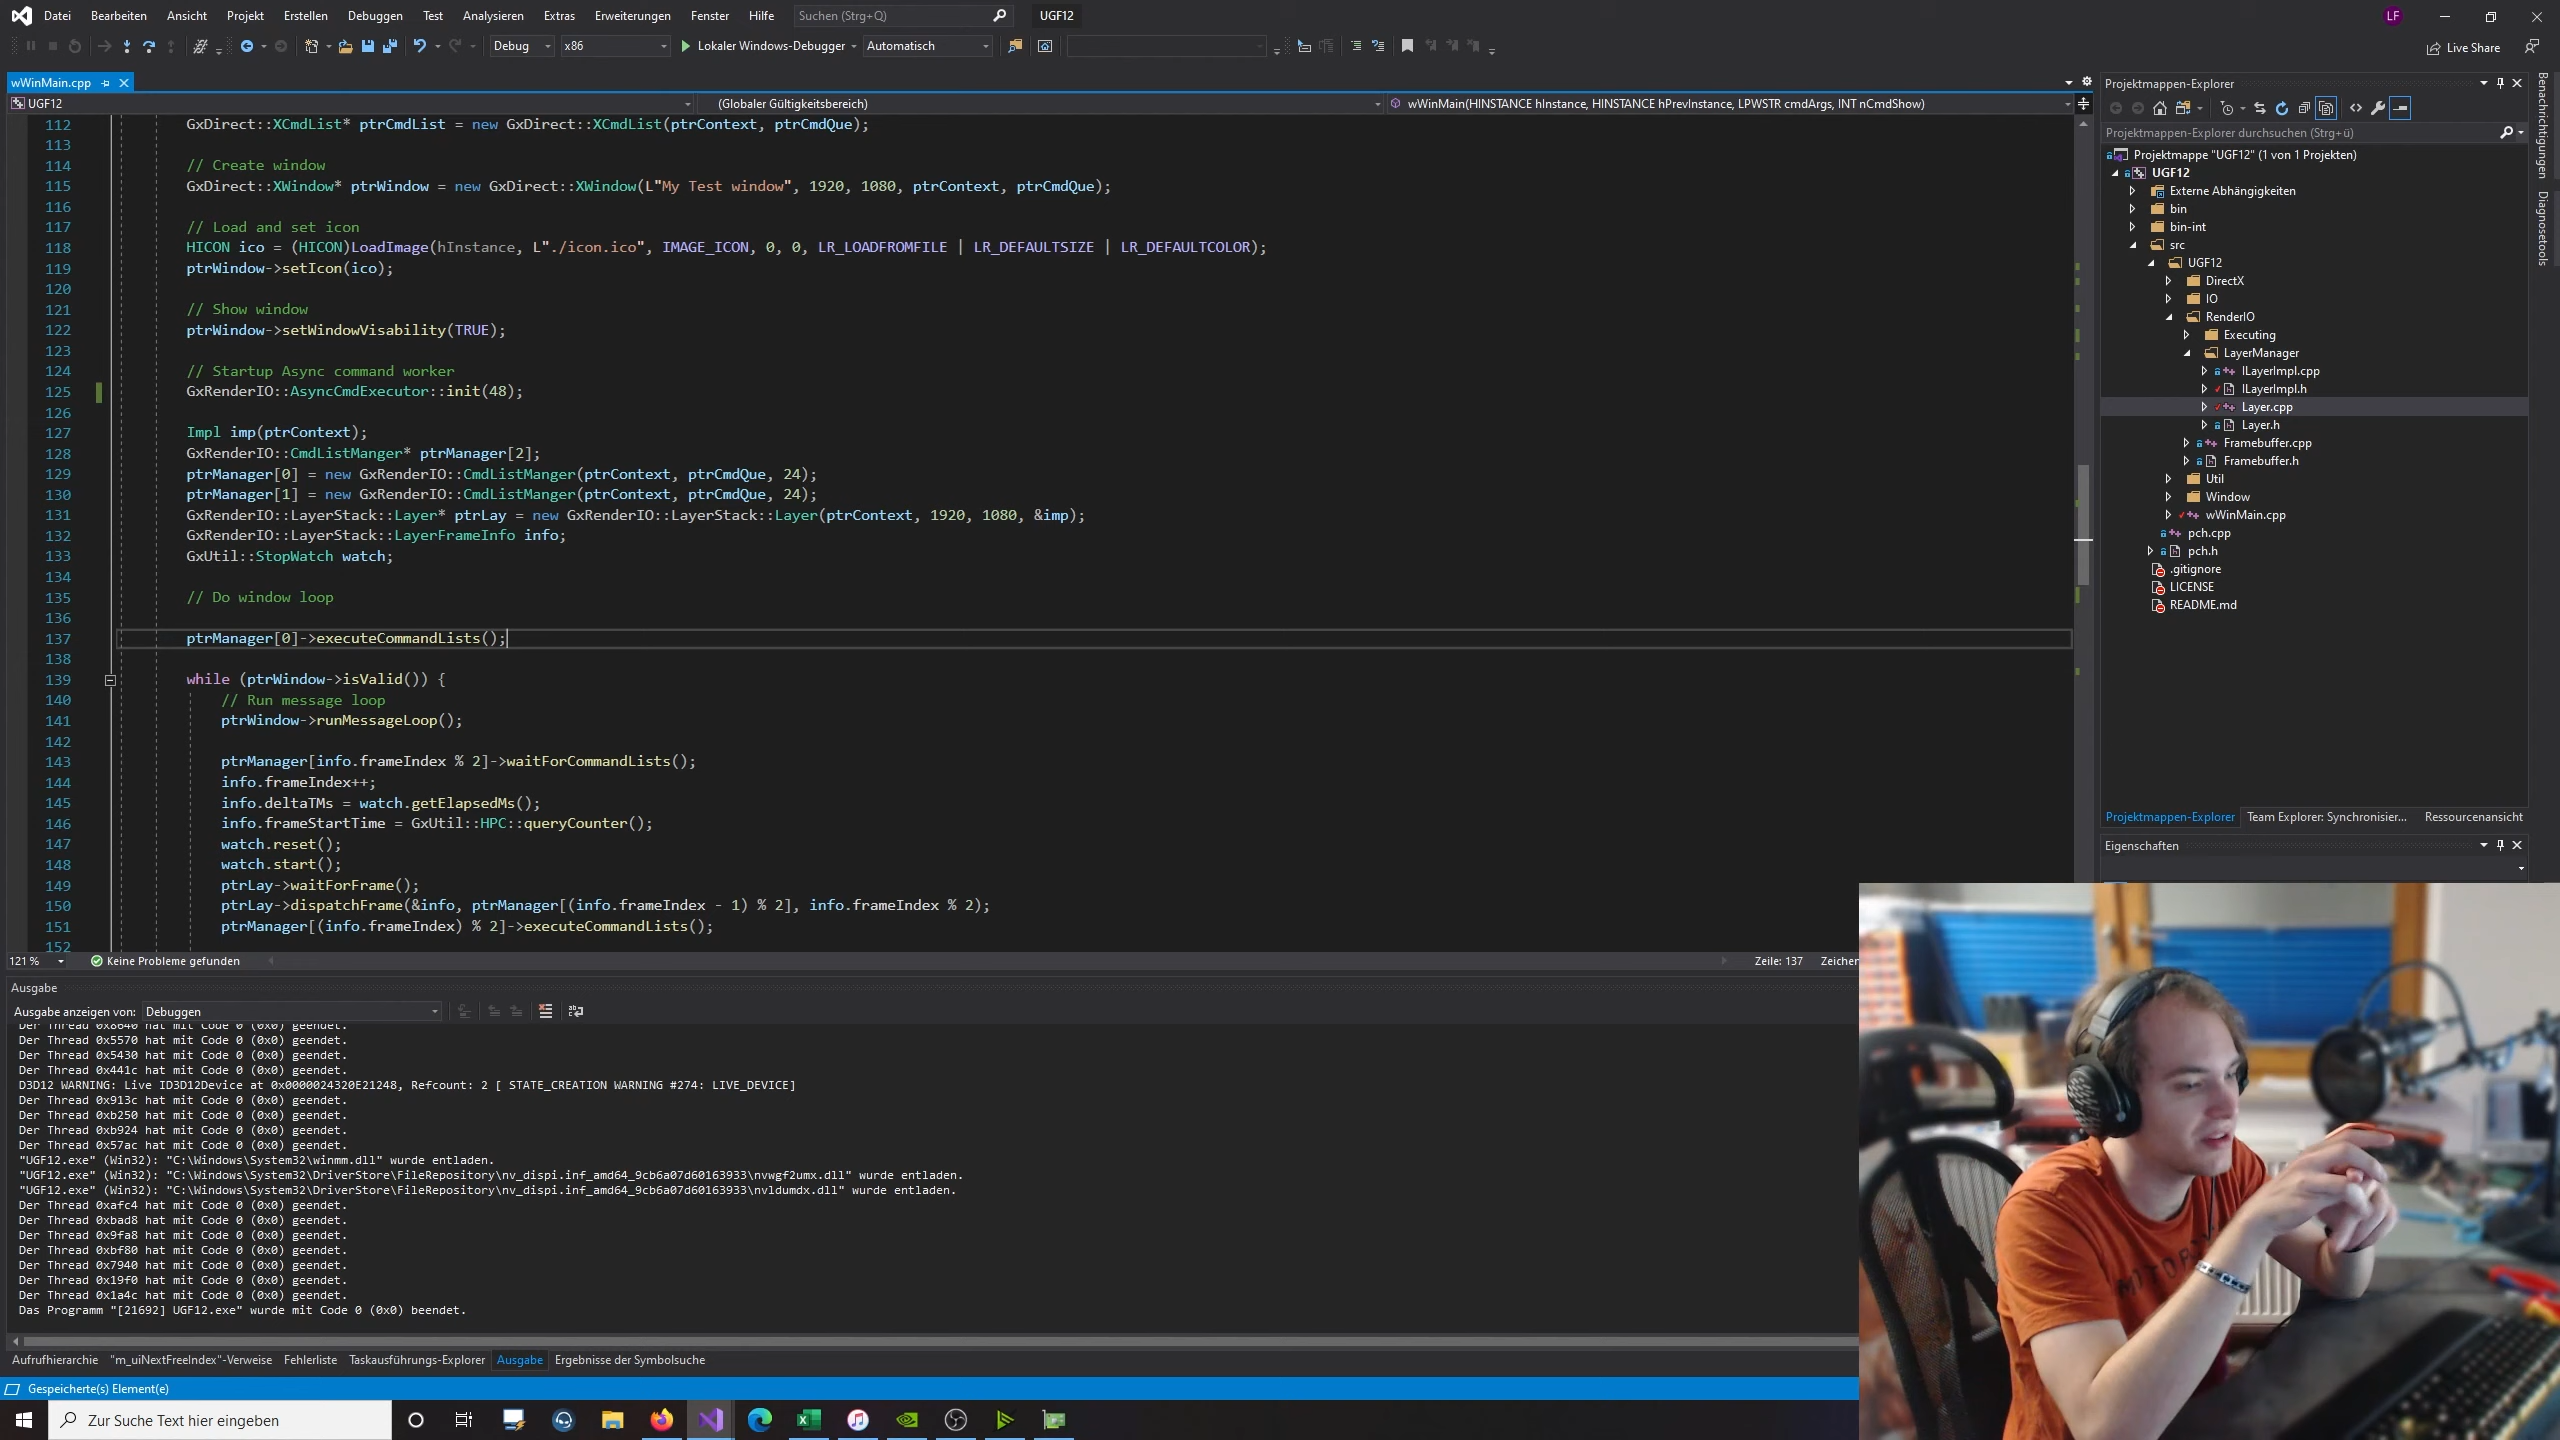 Datei Bearbeiten Ansicht Projekt Erstellen Debuggen Test Analysieren Extras Erweiterungen Fenster Hilfe Suchen (Strg+Q) UGF12 LF
Debug x86 Lokaler Windows-Debugger Automatisch Live Share
wWinMain.cpp
UGF12 (Globaler Gültigkeitsbereich) wWinMain(HINSTANCE hInstance, HINSTANCE hPrevInstance, LPWSTR cmdArgs, INT nCmdShow)
112 GxDirect::XCmdList* ptrCmdList = new GxDirect::XCmdList(ptrContext, ptrCmdQue);
113
114 // Create window
115 GxDirect::XWindow* ptrWindow = new GxDirect::XWindow(L"My Test window", 1920, 1080, ptrContext, ptrCmdQue);
116
117 // Load and set icon
118 HICON ico = (HICON)LoadImage(hInstance, L"./icon.ico", IMAGE_ICON, 0, 0, LR_LOADFROMFILE | LR_DEFAULTSIZE | LR_DEFAULTCOLOR);
119 ptrWindow->setIcon(ico);
120
121 // Show window
122 ptrWindow->setWindowVisability(TRUE);
123
124 // Startup Async command worker
125 GxRenderIO::AsyncCmdExecutor::init(48);
126
127 Impl imp(ptrContext);
128 GxRenderIO::CmdListManger* ptrManager[2];
129 ptrManager[0] = new GxRenderIO::CmdListManger(ptrContext, ptrCmdQue, 24);
130 ptrManager[1] = new GxRenderIO::CmdListManger(ptrContext, ptrCmdQue, 24);
131 GxRenderIO::LayerStack::Layer* ptrLay = new GxRenderIO::LayerStack::Layer(ptrContext, 1920, 1080, &imp);
132 GxRenderIO::LayerStack::LayerFrameInfo info;
133 GxUtil::StopWatch watch;
134
135 // Do window loop
136
137 ptrManager[0]->executeCommandLists();
138
139 while (ptrWindow->isValid()) {
140 // Run message loop
141 ptrWindow->runMessageLoop();
142
143 ptrManager[info.frameIndex % 2]->waitForCommandLists();
144 info.frameIndex++;
145 info.deltaTMs = watch.getElapsedMs();
146 info.frameStartTime = GxUtil::HPC::queryCounter();
147 watch.reset();
148 watch.start();
149 ptrLay->waitForFrame();
150 ptrLay->dispatchFrame(&info, ptrManager[(info.frameIndex - 1) % 2], info.frameIndex % 2);
151 ptrManager[(info.frameIndex) % 2]->executeCommandLists();
152
121 % Keine Probleme gefunden Zeile: 137 Zeichen
Ausgabe
Ausgabe anzeigen von: Debuggen
Der Thread 0x8640 hat mit Code 0 (0x0) geendet.
Der Thread 0x5570 hat mit Code 0 (0x0) geendet.
Der Thread 0x5430 hat mit Code 0 (0x0) geendet.
Der Thread 0x441c hat mit Code 0 (0x0) geendet.
D3D12 WARNING: Live ID3D12Device at 0x0000024320E21248, Refcount: 2 [ STATE_CREATION WARNING #274: LIVE_DEVICE]
Der Thread 0x913c hat mit Code 0 (0x0) geendet.
Der Thread 0xb250 hat mit Code 0 (0x0) geendet.
Der Thread 0xb924 hat mit Code 0 (0x0) geendet.
Der Thread 0x57ac hat mit Code 0 (0x0) geendet.
"UGF12.exe" (Win32): "C:\Windows\System32\winmm.dll" wurde entladen.
"UGF12.exe" (Win32): "C:\Windows\System32\DriverStore\FileRepository\nv_dispi.inf_amd64_9cb6a07d60163933\nvwgf2umx.dll" wurde entladen.
"UGF12.exe" (Win32): "C:\Windows\System32\DriverStore\FileRepository\nv_dispi.inf_amd64_9cb6a07d60163933\nvldumdx.dll" wurde entladen.
Der Thread 0xafc4 hat mit Code 0 (0x0) geendet.
Der Thread 0xbad8 hat mit Code 0 (0x0) geendet.
Der Thread 0x9fa8 hat mit Code 0 (0x0) geendet.
Der Thread 0xbf80 hat mit Code 0 (0x0) geendet.
Der Thread 0x7940 hat mit Code 0 (0x0) geendet.
Der Thread 0x19f0 hat mit Code 0 (0x0) geendet.
Der Thread 0x1a4c hat mit Code 0 (0x0) geendet.
Das Programm "[21692] UGF12.exe" wurde mit Code 0 (0x0) beendet.
Aufrufhierarchie "m_uiNextFreeIndex"-Verweise Fehlerliste Taskausführungs-Explorer Ausgabe Ergebnisse der Symbolsuche
Gespeicherte(s) Element(e)
Zur Suche Text hier eingeben
Projektmappen-Explorer
Projektmappen-Explorer durchsuchen (Strg+ü)
Projektmappe "UGF12" (1 von 1 Projekten)
UGF12
Externe Abhängigkeiten
bin
bin-int
src
UGF12
DirectX
IO
RenderIO
Executing
LayerManager
ILayerImpl.cpp
ILayerImpl.h
Layer.cpp
Layer.h
Framebuffer.cpp
Framebuffer.h
Util
Window
wWinMain.cpp
pch.cpp
pch.h
.gitignore
LICENSE
README.md
Projektmappen-Explorer Team Explorer: Synchronisier... Ressourcenansicht
Eigenschaften
Benachrichtigungen
Diagnosetools